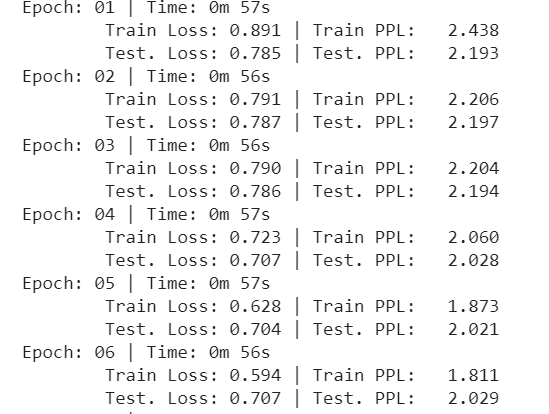 Epoch: 01 | Time: 0m 57s
Train Loss: 0.891 | Train PPL: 2.438
Test. Loss: 0.785 | Test. PPL: 2.193
Epoch: 02 | Time: 0m 56s
Train Loss: 0.791 | Train PPL: 2.206
Test. Loss: 0.787 | Test. PPL: 2.197
Epoch: 03 | Time: 0m 56s
Train Loss: 0.790 | Train PPL: 2.204
Test. Loss: 0.786 | Test. PPL: 2.194
Epoch: 04 | Time: 0m 57s
Train Loss: 0.723 | Train PPL: 2.060
Test. Loss: 0.707 | Test. PPL: 2.028
Epoch: 05 | Time: 0m 57s
Train Loss: 0.628 | Train PPL: 1.873
Test. Loss: 0.704 | Test. PPL: 2.021
Epoch: 06 | Time: 0m 56s
Train Loss: 0.594 | Train PPL: 1.811
Test. Loss: 0.707 | Test. PPL: 2.029